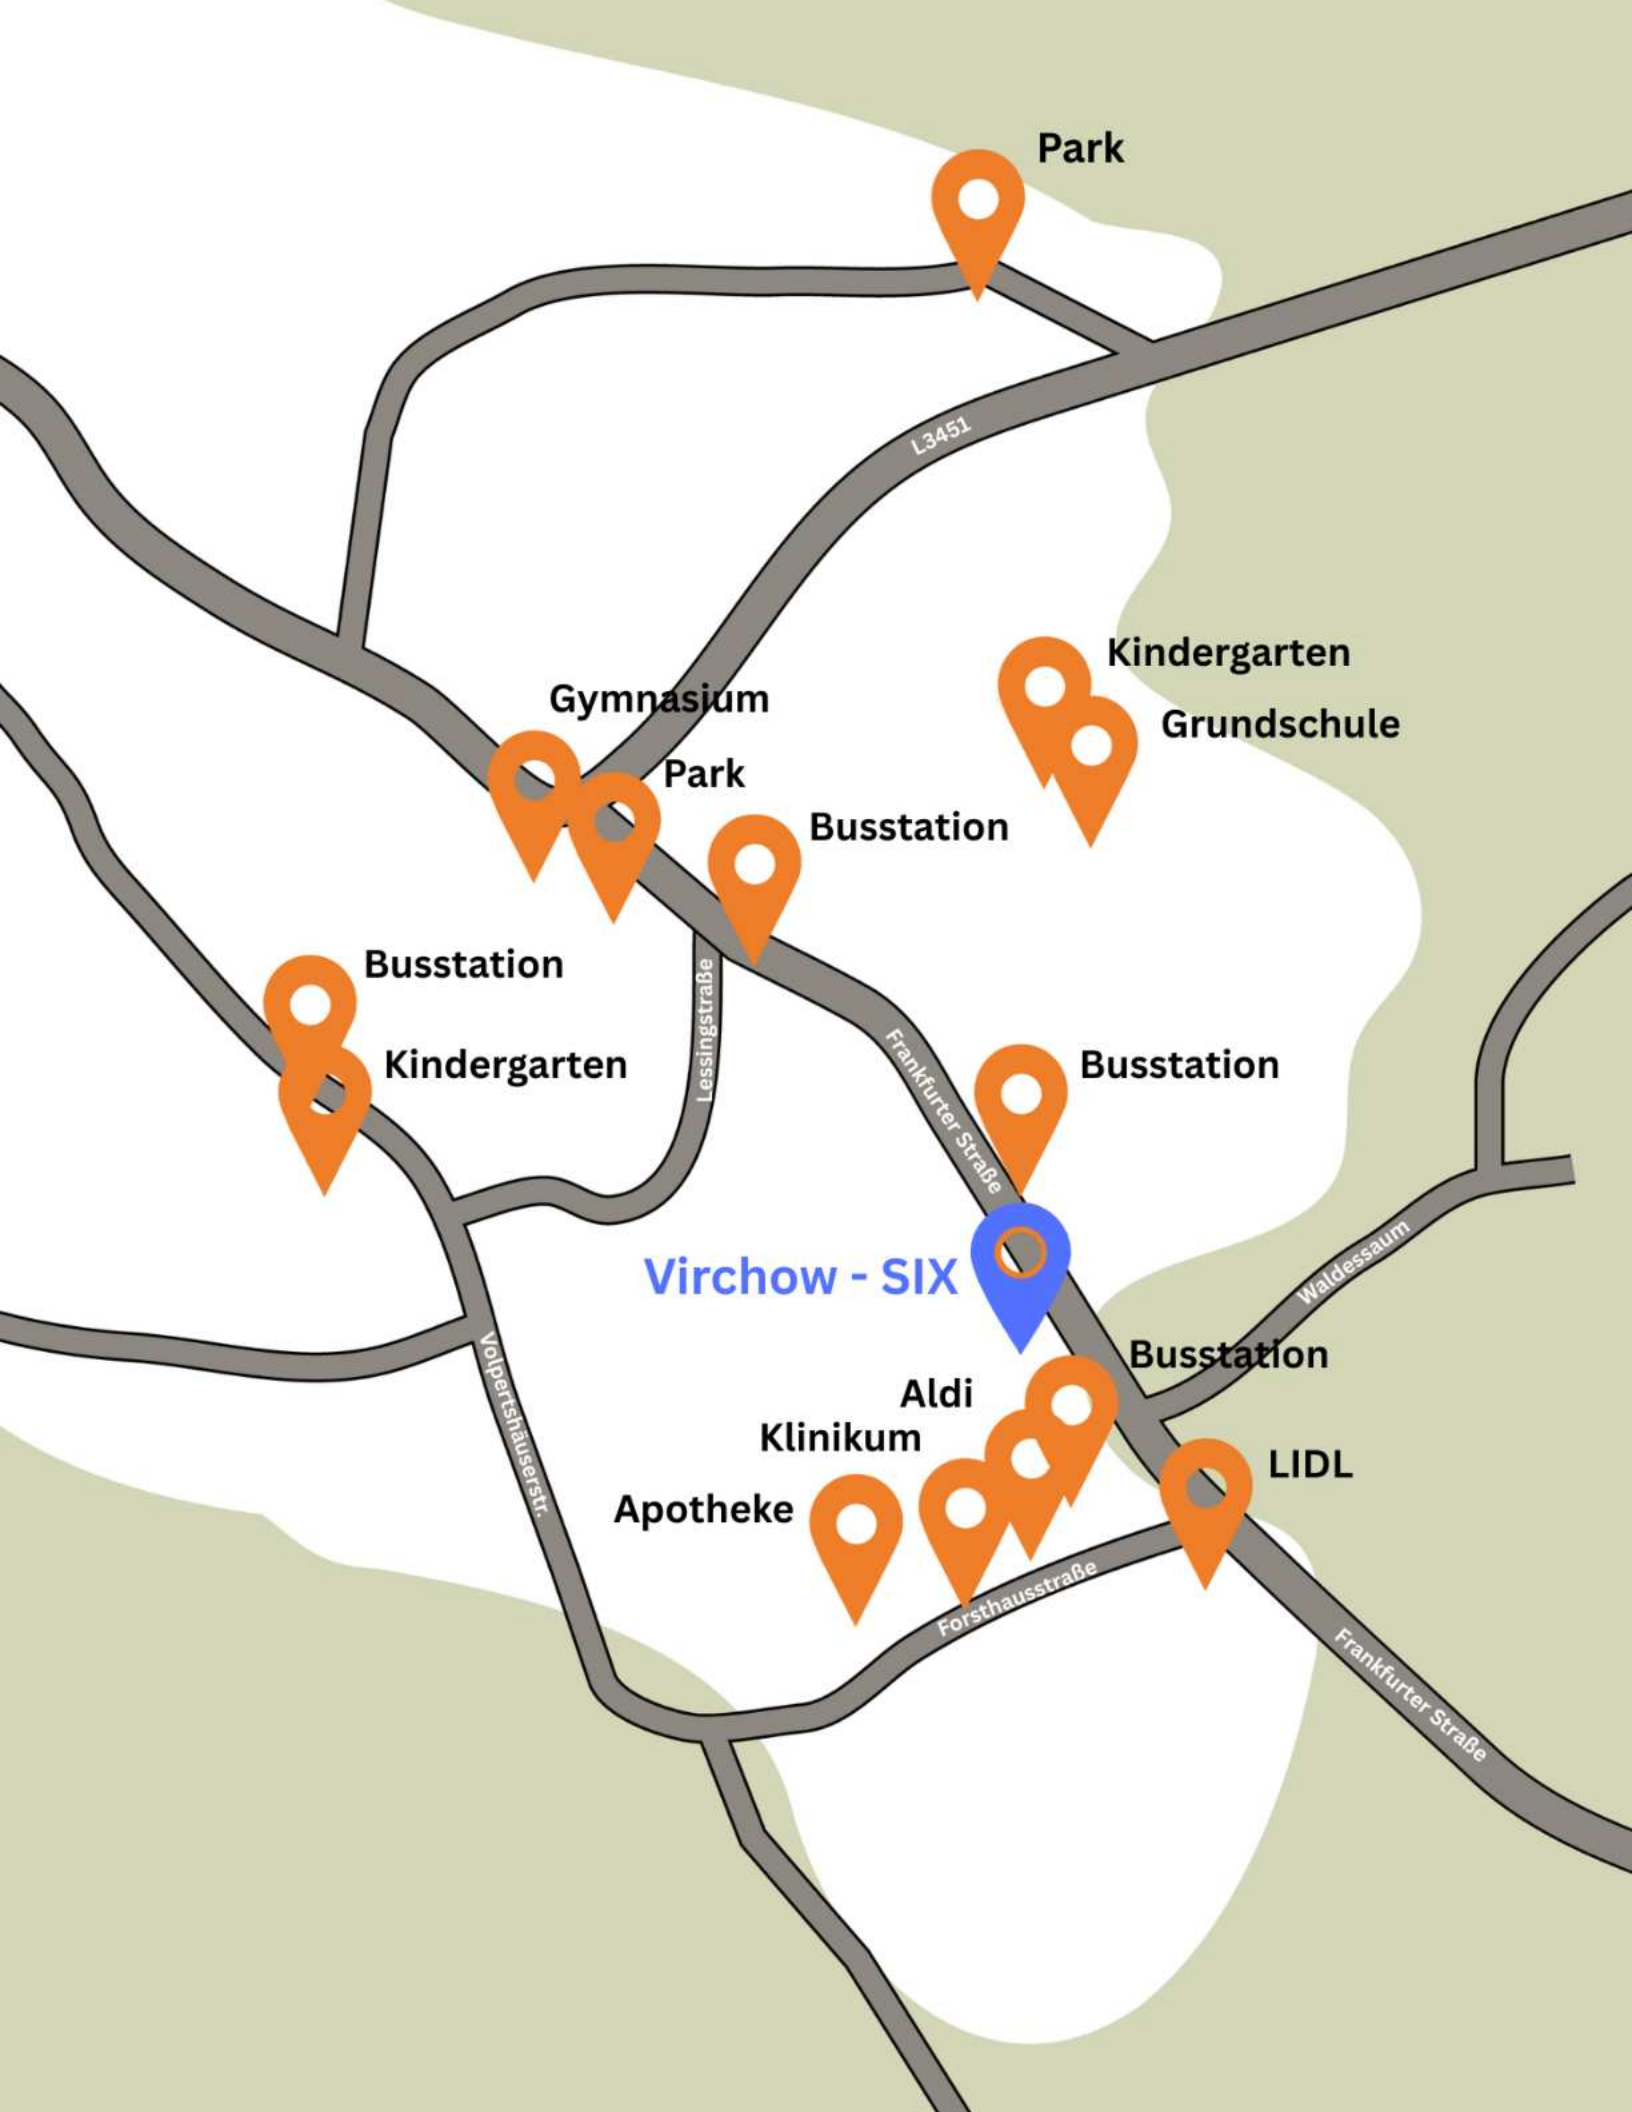 Park
L3451
Kindergarten
Gymnasium
Grundschule
Park
Busstation
Busstation
Lessingstraße
Kindergarten
Frankfurter Straße
Busstation
Virchow - SIX
Waldessaum
Volpertshäuserstr.
Busstation
Aldi
Klinikum
LIDL
Apotheke
Forsthausstraße
Frankfurter Straße